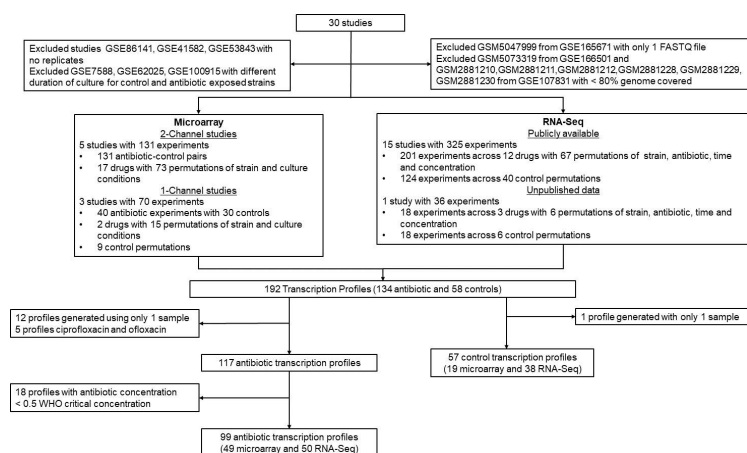 30 studies
Excluded studies GSE86141, GSE41582, GSE53843 with
no replicates
Excluded GSE7588, GSE62025, GSE100915 with different
duration of culture for control and antibiotic exposed strains
Excluded GSM5047999 from GSE165671 with only 1 FASTQ file
Excluded GSM5073319 from GSE166501 and
GSM2881210, GSM2881211, GSM2881212, GSM2881228, GSM2881229,
GSM2881230 from GSE107831 with < 80% genome covered
Microarray
2-Channel studies
5 studies with 131 experiments
• 131 antibiotic-control pairs
• 17 drugs with 73 permutations of strain and culture
conditions
1-Channel studies
3 studies with 70 experiments
• 40 antibiotic experiments with 30 controls
• 2 drugs with 15 permutations of strain and culture
conditions
• 9 control permutations
RNA-Seq
Publicly available
15 studies with 325 experiments
• 201 experiments across 12 drugs with 67 permutations of strain, antibiotic, time
and concentration
• 124 experiments across 40 control permutations
Unpublished data
1 study with 36 experiments
• 18 experiments across 3 drugs with 6 permutations of strain, antibiotic, time and
concentration
• 18 experiments across 6 control permutations
192 Transcription Profiles (134 antibiotic and 58 controls)
12 profiles generated using only 1 sample
5 profiles ciprofloxacin and ofloxacin
1 profile generated with only 1 sample
117 antibiotic transcription profiles
57 control transcription profiles
(19 microarray and 38 RNA-Seq)
18 profiles with antibiotic concentration
< 0.5 WHO critical concentration
99 antibiotic transcription profiles
(49 microarray and 50 RNA-Seq)